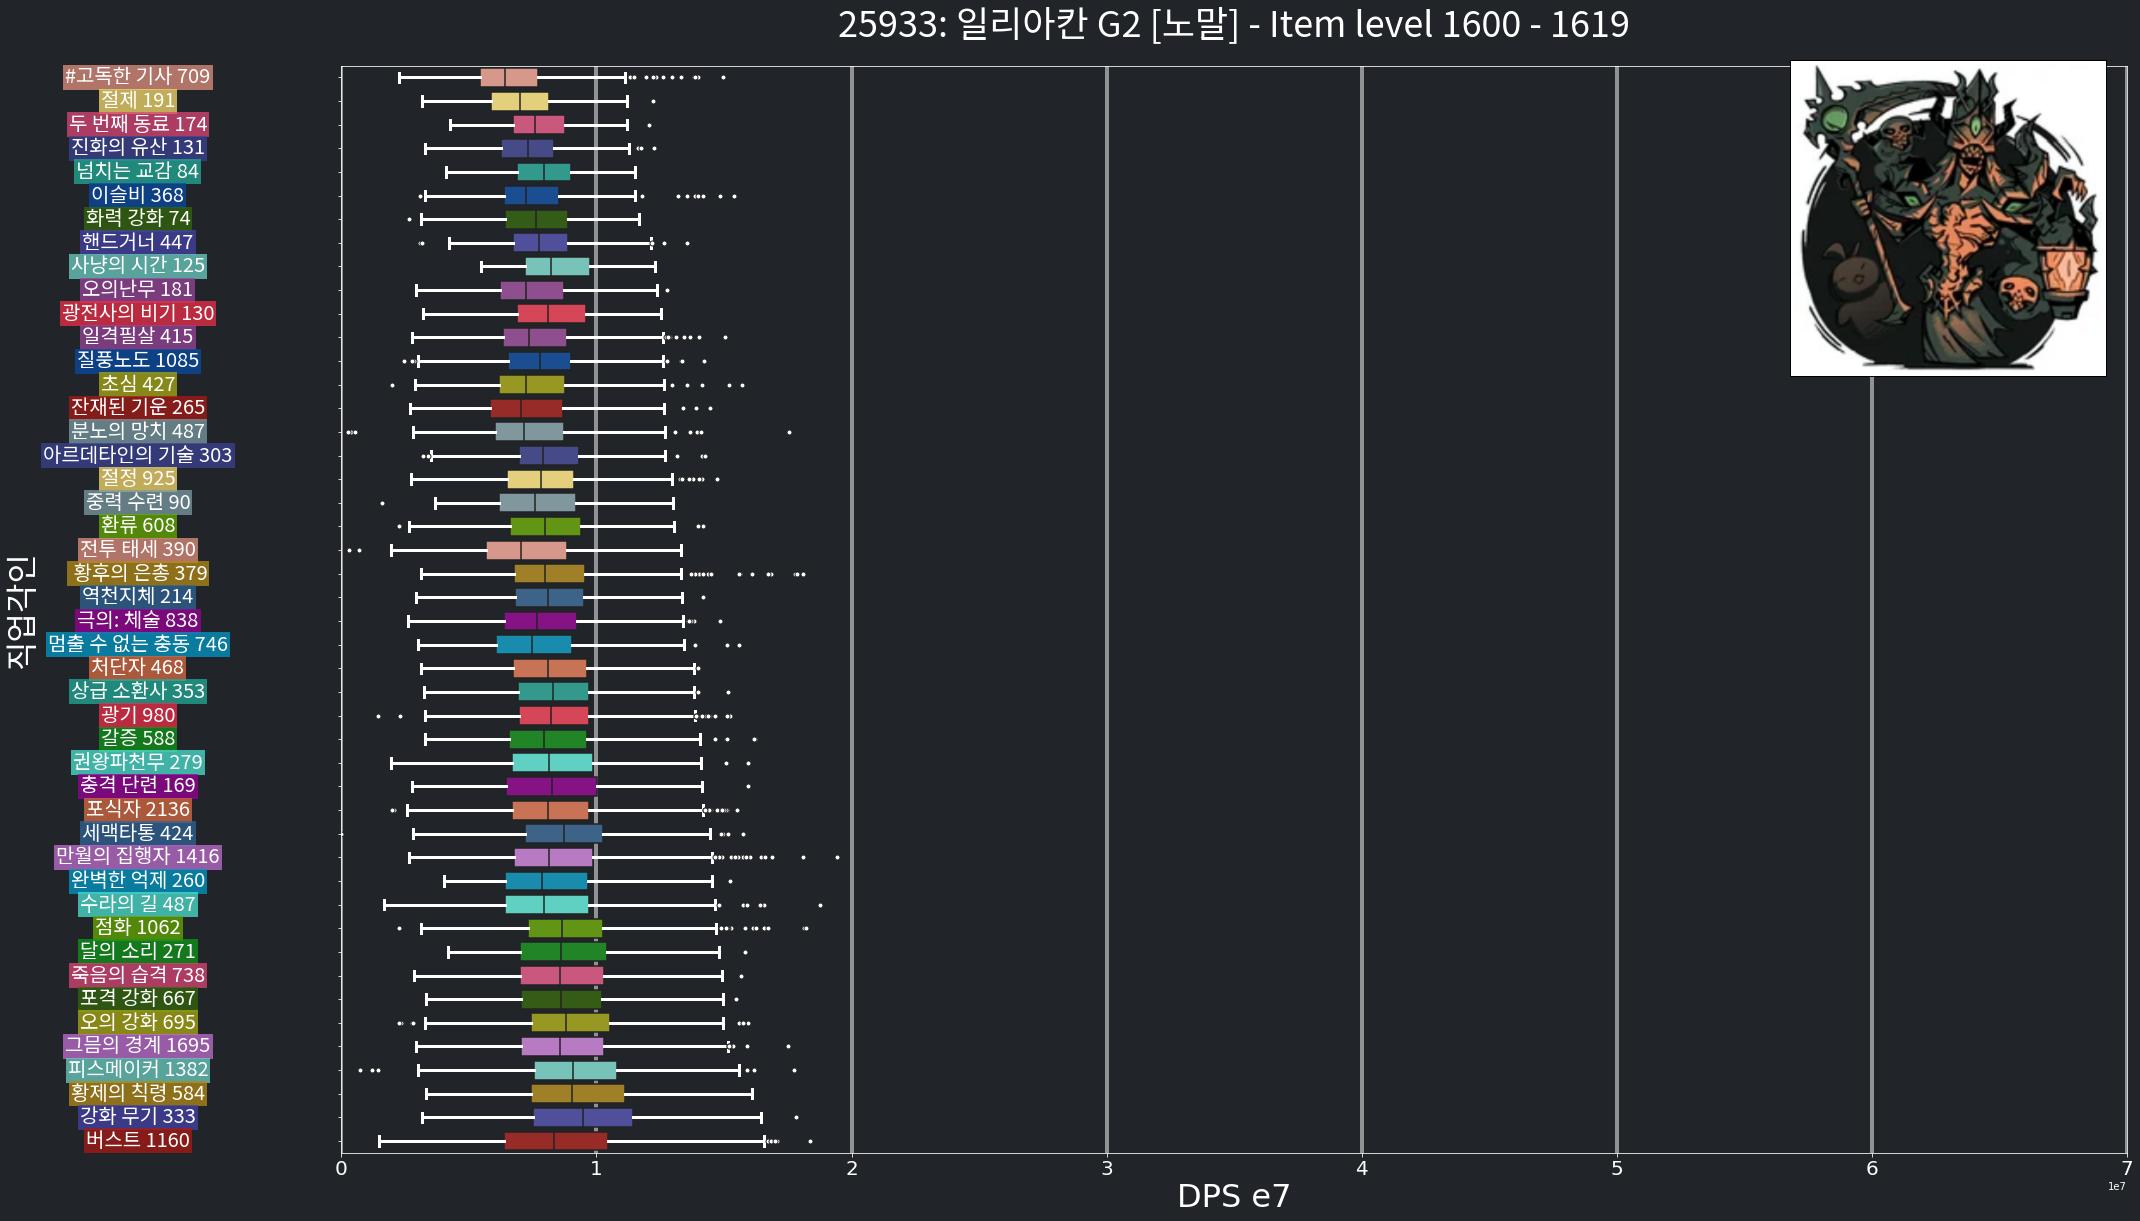 25933: 일리아칸 G2 [노말] - Item level 1600 - 1619
#고독한 기사 709
절제 191
두 번째 동료 174
진화의 유산 131
넘치는 교감 84
이슬비 368
화력 강화 74
핸드거너 447
사냥의 시간 125
오의난무 181
광전사의 비기 130
일격필살 415
질풍노도 1085
초심 427
잔재된 기운 265
분노의 망치 487
아르데타인의 기술 303
절정 925
중력 수련 90
환류 608
전투 태세 390
황후의 은총 379
역천지체 214
극의: 체술 838
멈출 수 없는 충동 746
처단자 468
상급 소환사 353
광기 980
갈증 588
권왕파천무 279
충격 단련 169
포식자 2136
세맥타통 424
만월의 집행자 1416
완벽한 억제 260
수라의 길 487
점화 1062
달의 소리 271
죽음의 습격 738
포격 강화 667
오의 강화 695
그믐의 경계 1695
피스메이커 1382
황제의 칙령 584
강화 무기 333
버스트 1160
직업각인
0 1 2 3 4 5 6 7
DPS e7
1e7